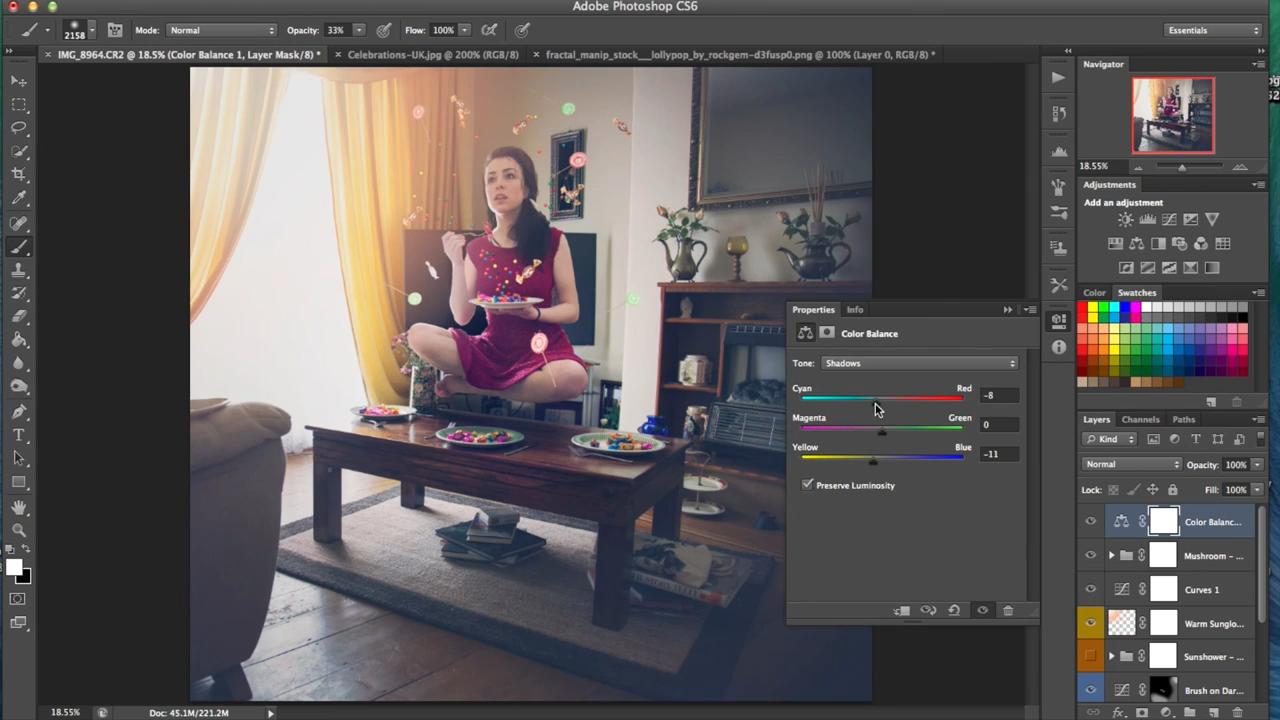 Adobe Photoshop CS6
2158 Mode: Normal Opacity: 33% Flow: 100% Essentials
IMG_8964.CR2 @ 18.5% (Color Balance 1, Layer Mask/8) * Celebrations-UK.jpg @ 200% (RGB/8) fractal_manip_stock__lollypop_by_rockgem-d3fusp0.png @ 100% (Layer 0, RGB/8) *
Navigator
18.55%
Adjustments
Add an adjustment
Color Swatches
Properties Info
Color Balance
Tone: Shadows
Cyan Red -8
Magenta Green 0
Yellow Blue -11
Preserve Luminosity
Layers Channels Paths
Kind
Normal Opacity: 100%
Lock: Fill: 100%
Color Balanc...
Mushroom - ...
Curves 1
Warm Sunglo...
Sunshower - ...
Brush on Dar...
18.55% Doc: 45.1M/221.2M